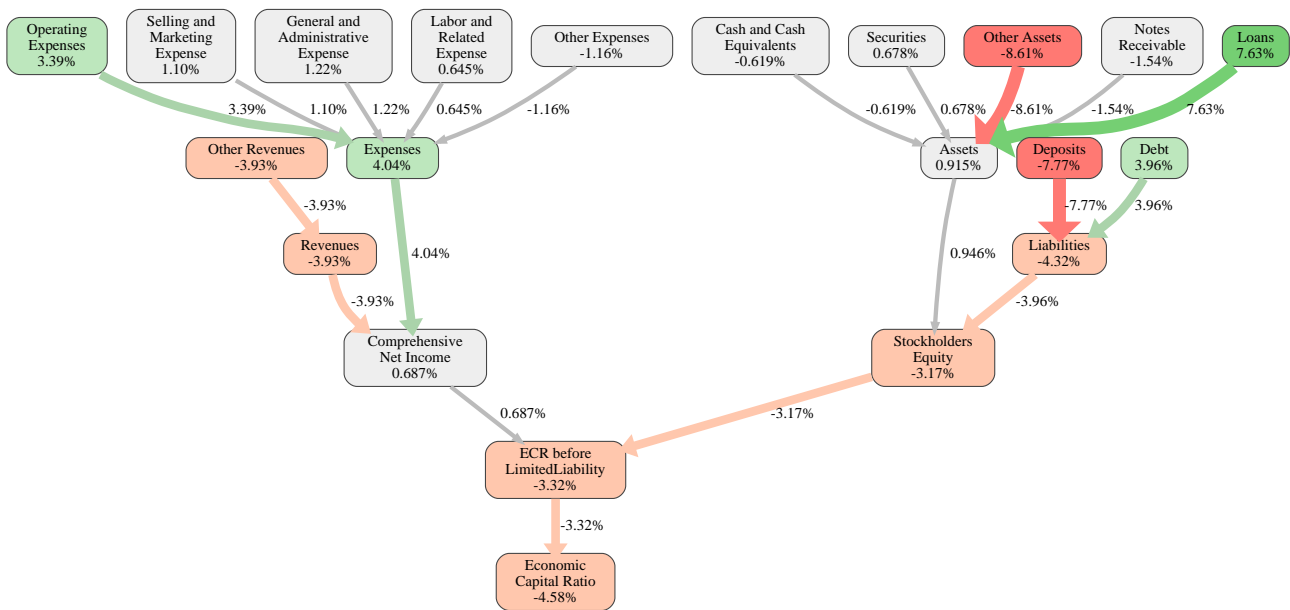 Operating
Expenses
3.39%
Selling and
Marketing
Expense
1.10%
General and
Administrative
Expense
1.22%
Labor and
Related
Expense
0.645%
Other Expenses
-1.16%
Cash and Cash
Equivalents
-0.619%
Securities
0.678%
Other Assets
-8.61%
Notes
Receivable
-1.54%
Loans
7.63%
3.39%
1.10%
1.22%
0.645%
-1.16%
-0.619%
0.678%
-8.61%
-1.54%
7.63%
Other Revenues
-3.93%
Expenses
4.04%
Assets
0.915%
Deposits
-7.77%
Debt
3.96%
-3.93%
-7.77%
3.96%
Revenues
-3.93%
4.04%
0.946%
Liabilities
-4.32%
-3.93%
-3.96%
Comprehensive
Net Income
0.687%
Stockholders
Equity
-3.17%
0.687%
-3.17%
ECR before
LimitedLiability
-3.32%
-3.32%
Economic
Capital Ratio
-4.58%